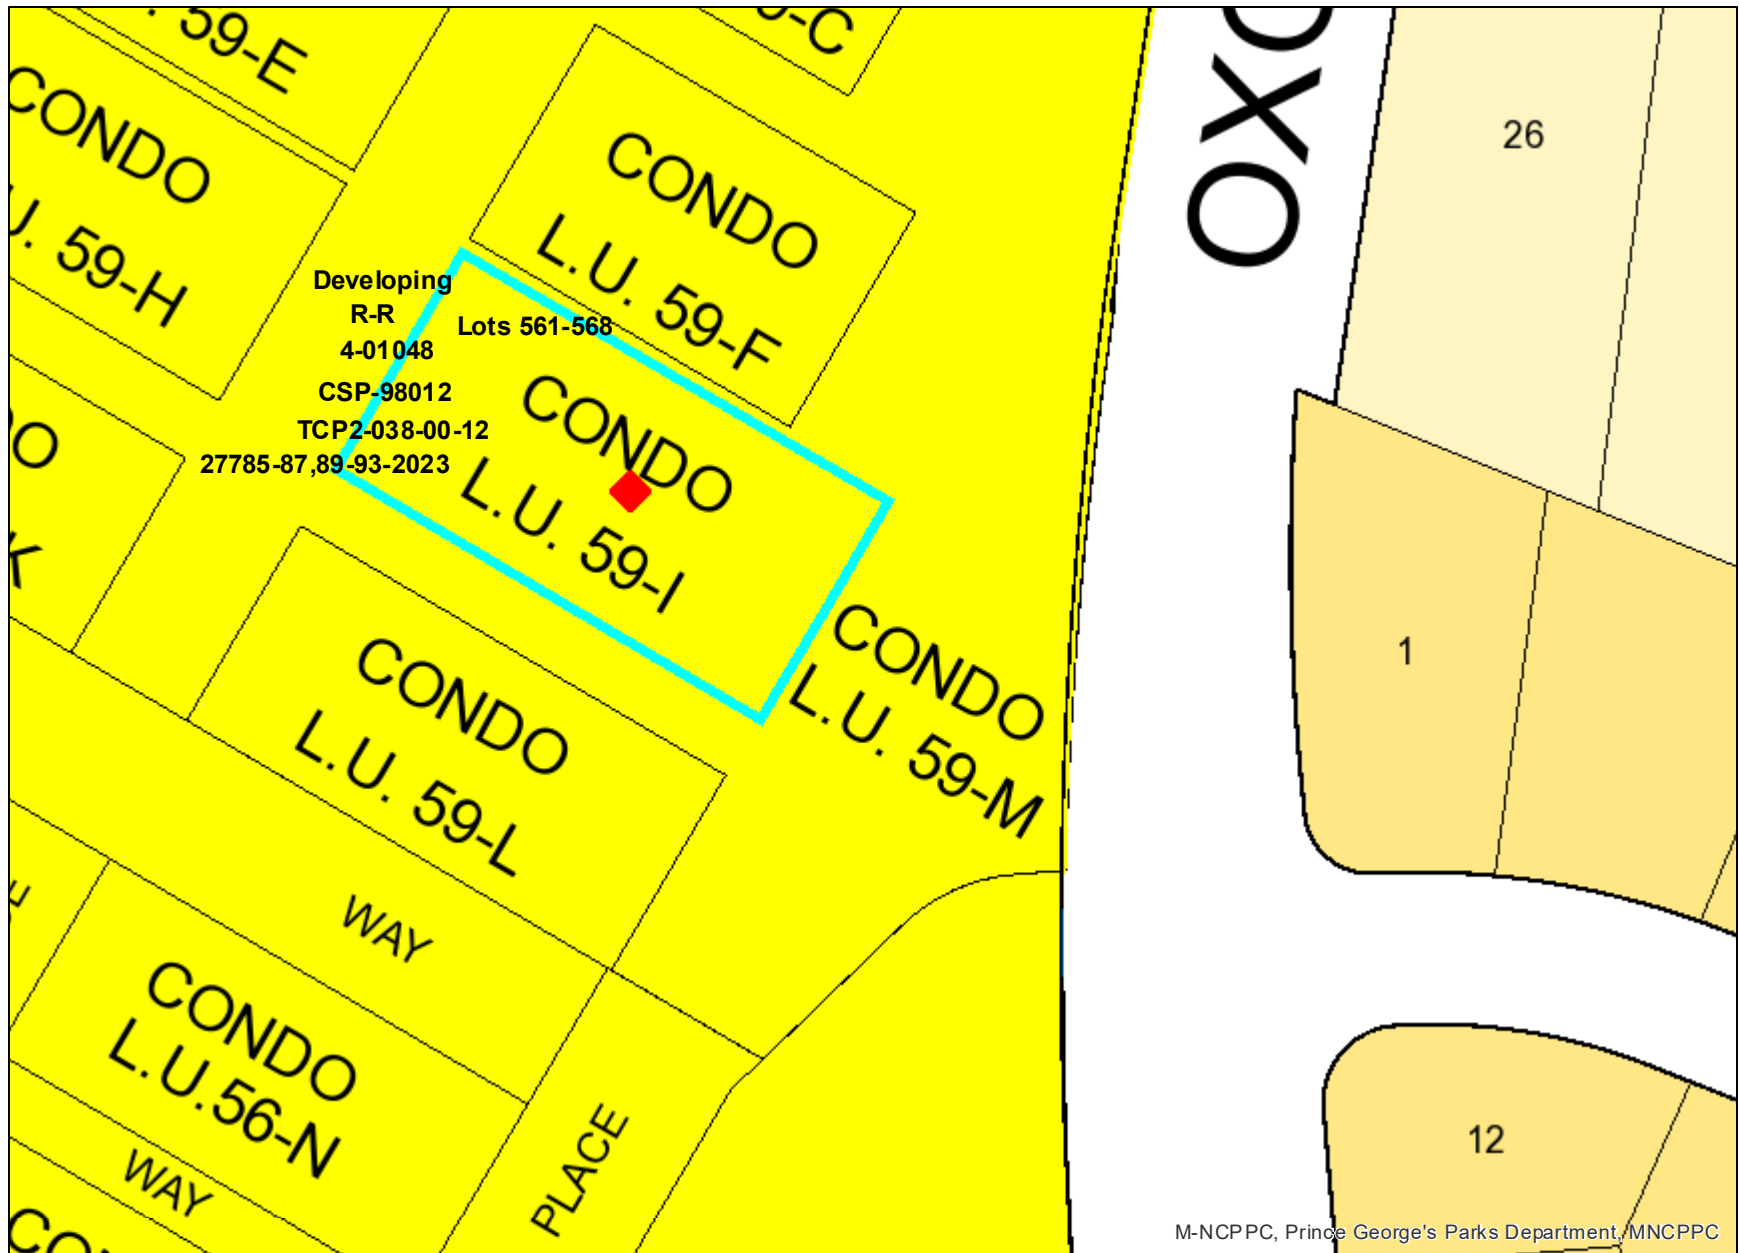 59-E
-C
CONDO
U. 59-H
CONDO
L.U. 59-F
OXO
26
Developing
R-R
4-01048
CSP-98012
TCP2-038-00-12
27785-87,89-93-2023
Lots 561-568
CONDO
L.U. 59-I
DO
K
CONDO
L.U. 59-M
1
CONDO
L.U. 59-L
WAY
CONDO
L.U.56-N
WAY
PLACE
12
CO
M-NCPPC, Prince George's Parks Department, MNCPPC